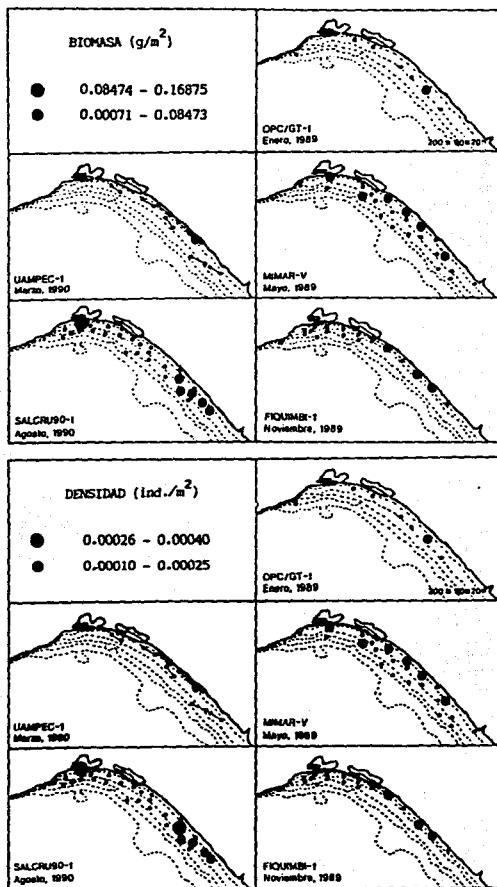 BIOMASA (g/m²)
0.08474 - 0.16875
0.00071 - 0.08473
OPC/GT-1
Enero, 1989
UAMPEC-1
Marzo, 1990
MIMAR-V
Mayo, 1989
SALCRU90-1
Agosto, 1990
FIQUIMBI-1
Noviembre, 1989
DENSIDAD (ind./m²)
0.00026 - 0.00040
0.00010 - 0.00025
OPC/GT-1
Enero, 1989
UAMPEC-1
Marzo, 1990
MIMAR-V
Mayo, 1989
SALCRU90-1
Agosto, 1990
FIQUIMBI-1
Noviembre, 1989